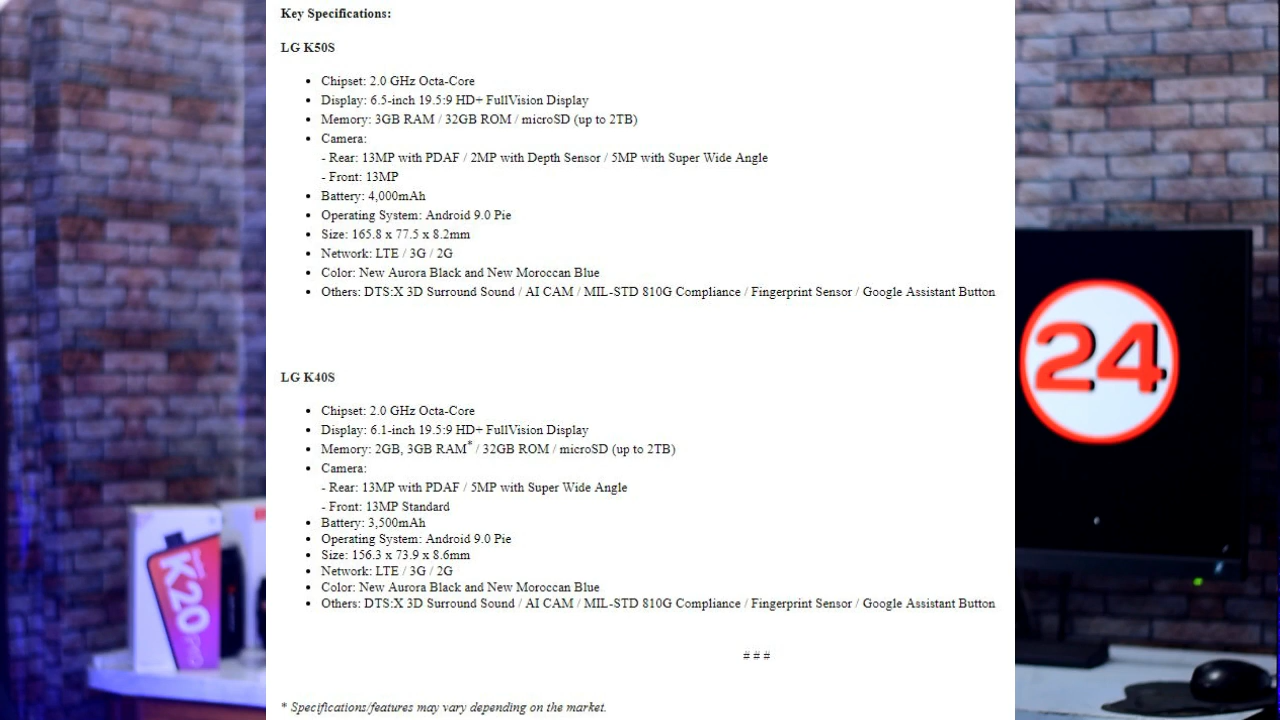 Key Specifications:
LG K50S
• Chipset: 2.0 GHz Octa-Core
• Display: 6.5-inch 19.5:9 HD+ FullVision Display
• Memory: 3GB RAM / 32GB ROM / microSD (up to 2TB)
• Camera:
- Rear: 13MP with PDAF / 2MP with Depth Sensor / 5MP with Super Wide Angle
- Front: 13MP
• Battery: 4,000mAh
• Operating System: Android 9.0 Pie
• Size: 165.8 x 77.5 x 8.2mm
• Network: LTE / 3G / 2G
• Color: New Aurora Black and New Moroccan Blue
• Others: DTS:X 3D Surround Sound / AI CAM / MIL-STD 810G Compliance / Fingerprint Sensor / Google Assistant Button
LG K40S
• Chipset: 2.0 GHz Octa-Core
• Display: 6.1-inch 19.5:9 HD+ FullVision Display
• Memory: 2GB, 3GB RAM* / 32GB ROM / microSD (up to 2TB)
• Camera:
- Rear: 13MP with PDAF / 5MP with Super Wide Angle
- Front: 13MP Standard
• Battery: 3,500mAh
• Operating System: Android 9.0 Pie
• Size: 156.3 x 73.9 x 8.6mm
• Network: LTE / 3G / 2G
• Color: New Aurora Black and New Moroccan Blue
• Others: DTS:X 3D Surround Sound / AI CAM / MIL-STD 810G Compliance / Fingerprint Sensor / Google Assistant Button
# # #
* Specifications/features may vary depending on the market.
24
K20